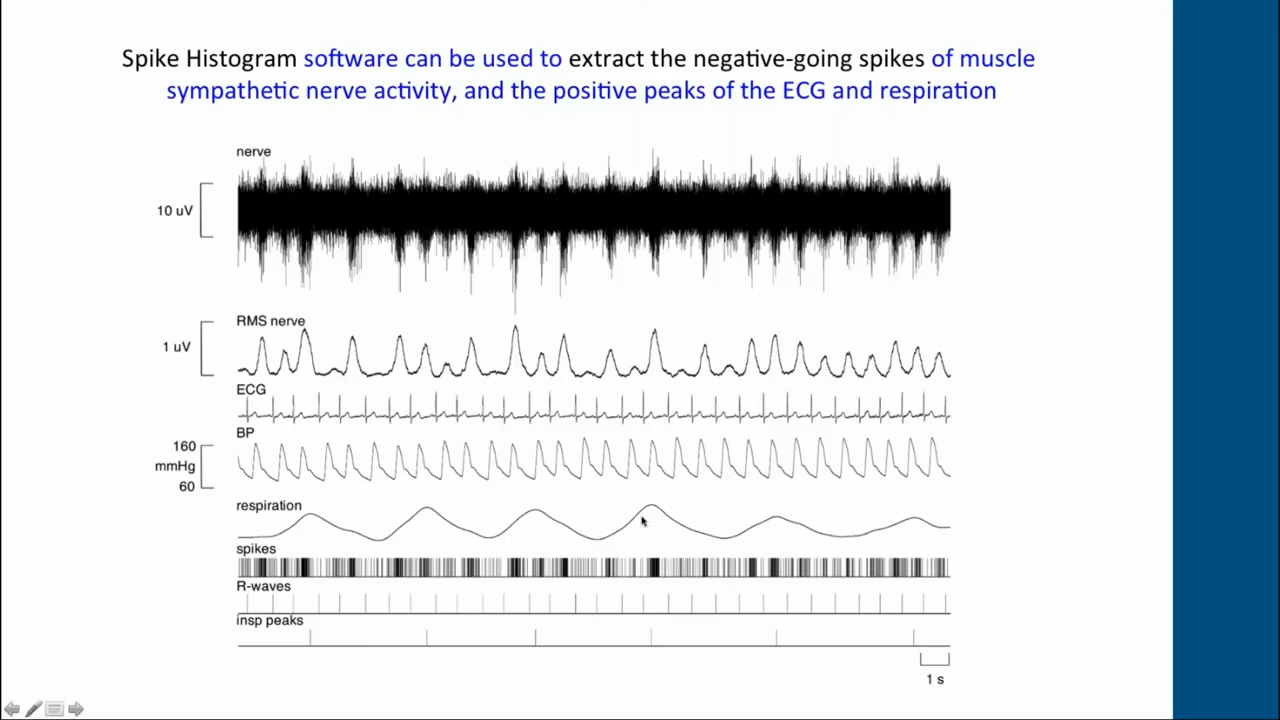 Spike Histogram software can be used to extract the negative-going spikes of muscle
sympathetic nerve activity, and the positive peaks of the ECG and respiration
nerve
10 uV
RMS nerve
1 uV
ECG
BP
160
mmHg
60
respiration
spikes
R-waves
insp peaks
1 s